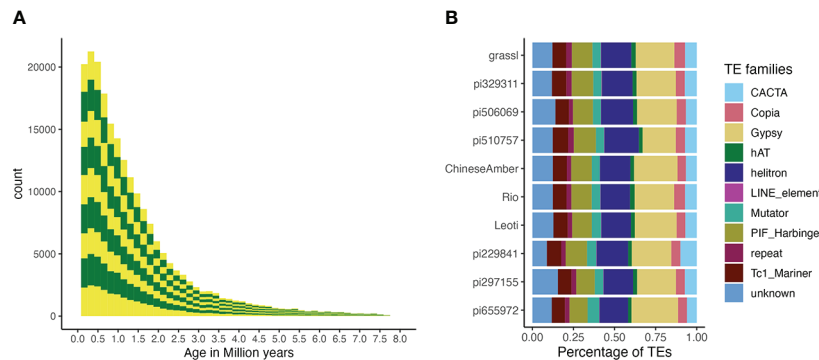 A
count
20000
15000
10000
5000
0
0.0 0.5 1.0 1.5 2.0 2.5 3.0 3.5 4.0 4.5 5.0 5.5 6.0 6.5 7.0 7.5 8.0
Age in Million years
B
grassl
pi329311
pi506069
pi510757
ChineseAmber
Rio
Leoti
pi229841
pi297155
pi655972
0.00 0.25 0.50 0.75 1.00
Percentage of TEs
TE families
CACTA
Copia
Gypsy
hAT
helitron
LINE_element
Mutator
PIF_Harbinge
repeat
Tc1_Mariner
unknown